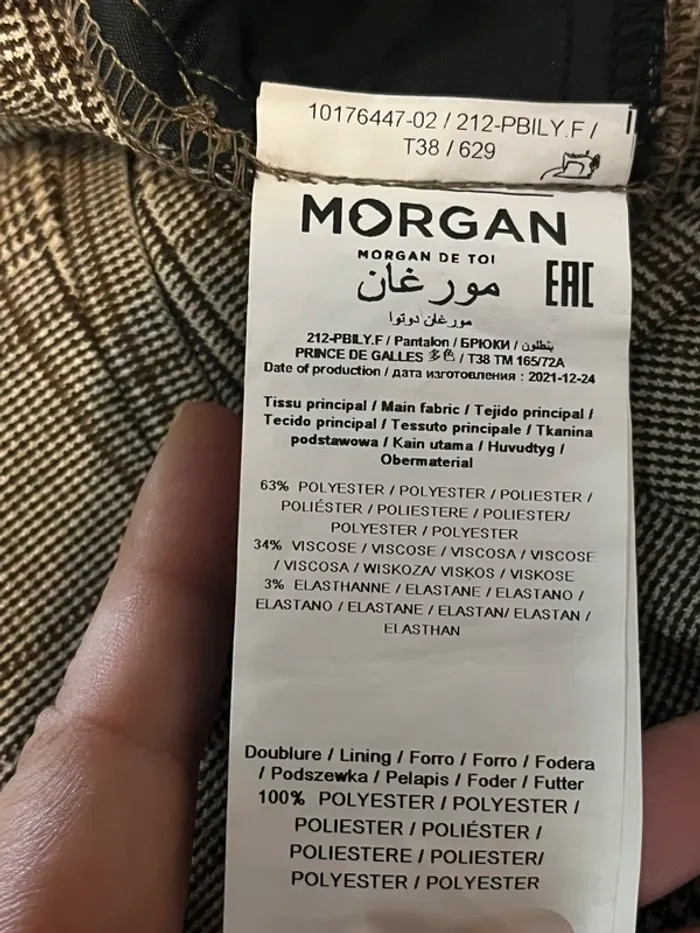 10176447-02 / 212-PBILY.F /
T38 / 629
MORGAN
MORGAN DE TOI
مورغان
EAC
مورغان دوتوا
212-PBILY.F / Pantalon / БРЮКИ / بنطلون
PRINCE DE GALLES 多色 / T38 TM 165/72A
Date of production / дата изготовления : 2021-12-24
Tissu principal / Main fabric / Tejido principal /
Tecido principal / Tessuto principale / Tkanina
podstawowa / Kain utama / Huvudtyg /
Obermaterial
63% POLYESTER / POLYESTER / POLIESTER /
POLIÉSTER / POLIESTERE / POLIESTER/
POLYESTER / POLYESTER
34% VISCOSE / VISCOSE / VISCOSA / VISCOSE
/ VISCOSA / WISKOZA/ VISKOS / VISKOSE
3% ELASTHANNE / ELASTANE / ELASTANO /
ELASTANO / ELASTANE / ELASTAN/ ELASTAN /
ELASTHAN
Doublure / Lining / Forro / Forro / Fodera
/ Podszewka / Pelapis / Foder / Futter
100% POLYESTER / POLYESTER /
POLIESTER / POLIÉSTER /
POLIESTERE / POLIESTER/
POLYESTER / POLYESTER